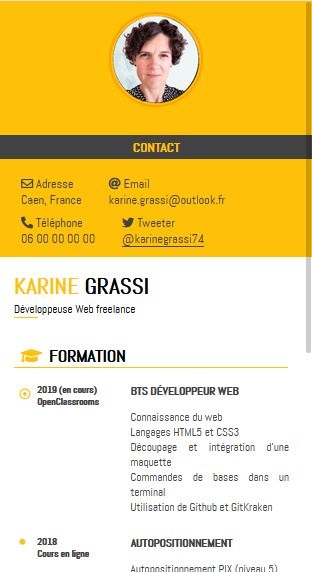 CONTACT
Adresse
Caen, France
Email
karine.grassi@outlook.fr
Téléphone
06 00 00 00 00
Tweeter
@karinegrassi74
KARINE GRASSI
Développeuse Web freelance
FORMATION
2019 (en cours)
OpenClassrooms
BTS DÉVELOPPEUR WEB
Connaissance du web
Langages HTML5 et CSS3
Découpage et intégration d'une
maquette
Commandes de bases dans un
terminal
Utilisation de Github et GitKraken
2018
Cours en ligne
AUTOPOSITIONNEMENT
Autopositionnement PIX (niveau 5)